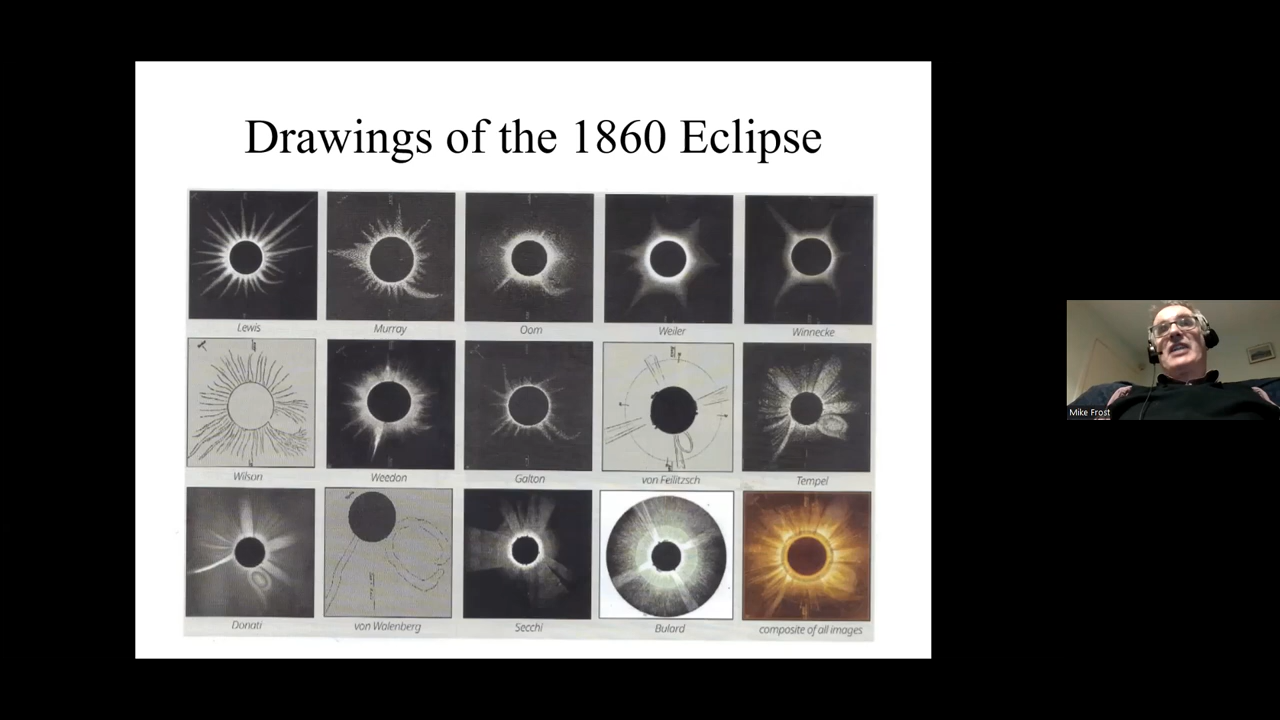 Drawings of the 1860 Eclipse
Lewis
Murray
Oom
Weiler
Winnecke
Wilson
Weedon
Galton
von Feilitzsch
Tempel
Donati
von Walenberg
Secchi
Bulard
composite of all images
Mike Frost